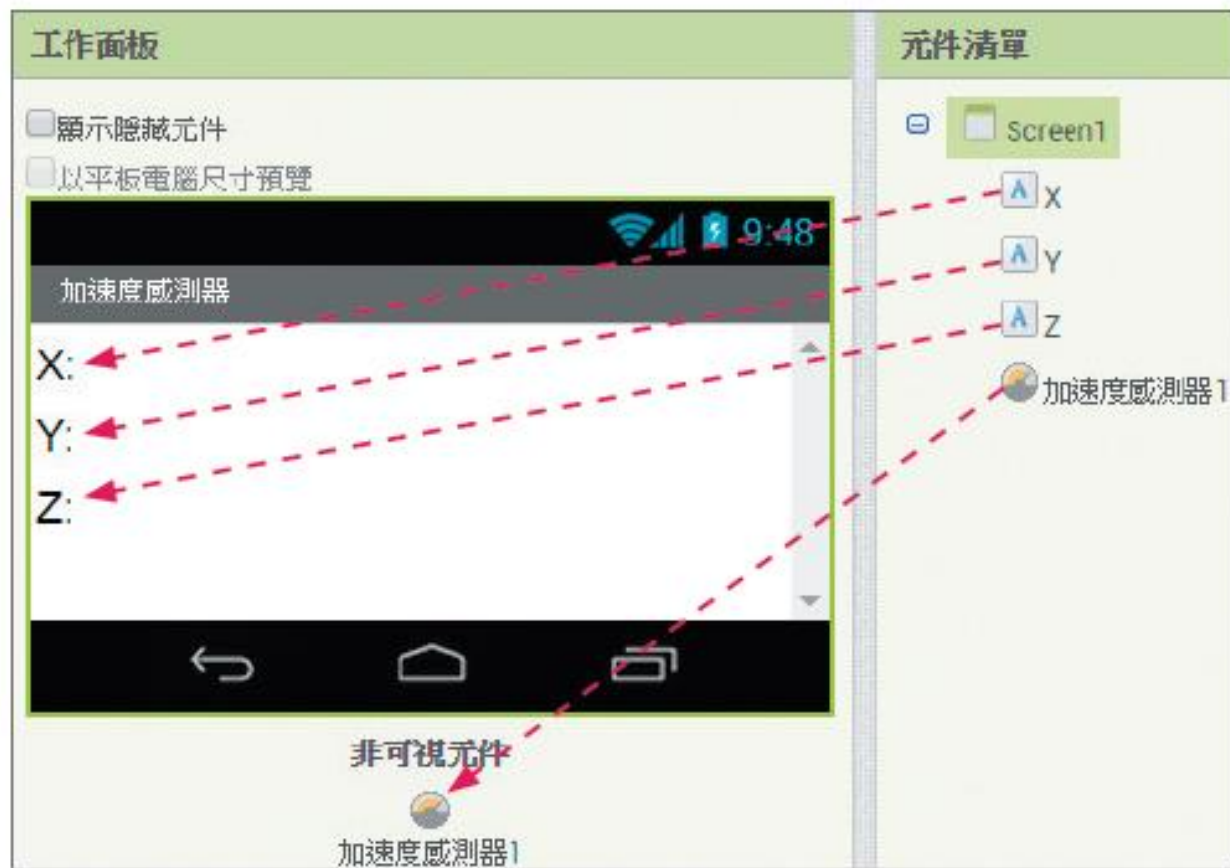 工作面板
顯示隱藏元件
以平板電腦尺寸預覽
9:48
加速度感測器
X:
Y:
Z:
非可視元件
加速度感測器1
元件清單
Screen1
A X
A Y
A Z
加速度感測器1